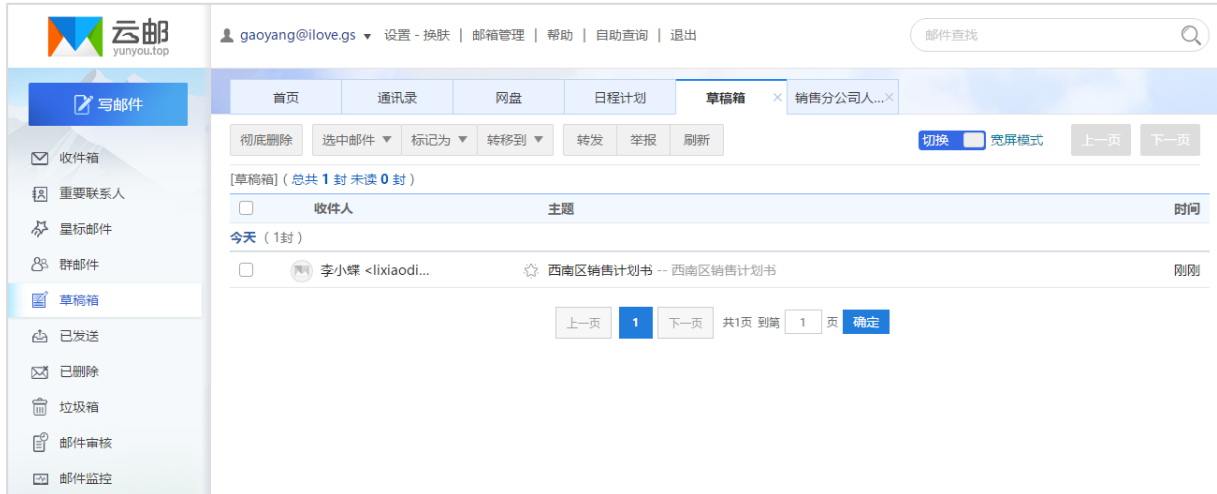 云邮
yunyou.top
gaoyang@ilove.gs ▼ 设置 - 换肤 | 邮箱管理 | 帮助 | 自助查询 | 退出
邮件查找
写邮件
收件箱
重要联系人
星标邮件
群邮件
草稿箱
已发送
已删除
垃圾箱
邮件审核
邮件监控
首页 通讯录 网盘 日程计划 草稿箱 × 销售分公司人...×
彻底删除 选中邮件 ▼ 标记为 ▼ 转移到 ▼ 转发 举报 刷新 切换 宽屏模式 上一页 下一页
[草稿箱] ( 总共 1 封 未读 0 封 )
收件人 主题 时间
今天 ( 1封 )
李小蝶 <lixiaodi... 西南区销售计划书 -- 西南区销售计划书 刚刚
上一页 1 下一页 共1页 到第 1 页 确定